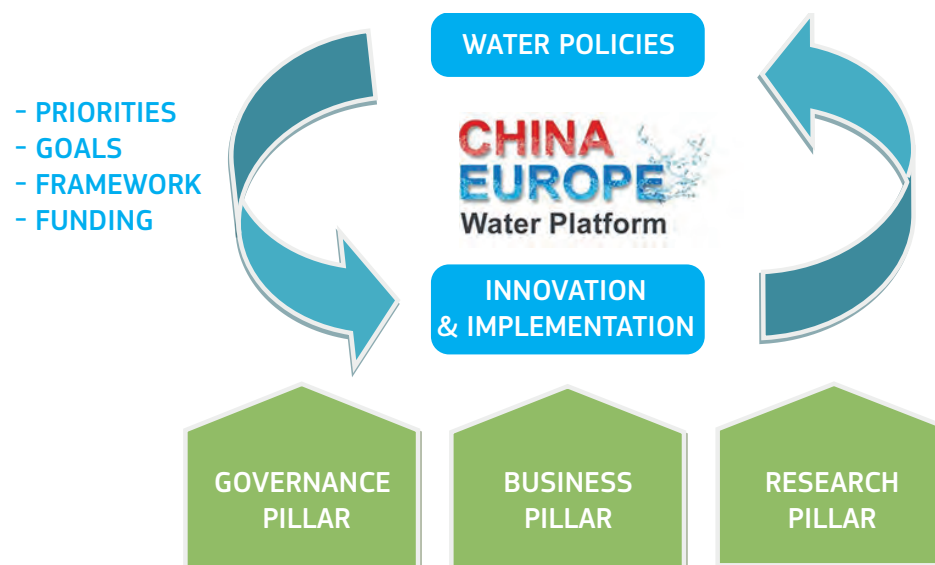 WATER POLICIES
- PRIORITIES
- GOALS
- FRAMEWORK
- FUNDING
CHINA
EUROPE
Water Platform
INNOVATION
& IMPLEMENTATION
GOVERNANCE
PILLAR
BUSINESS
PILLAR
RESEARCH
PILLAR